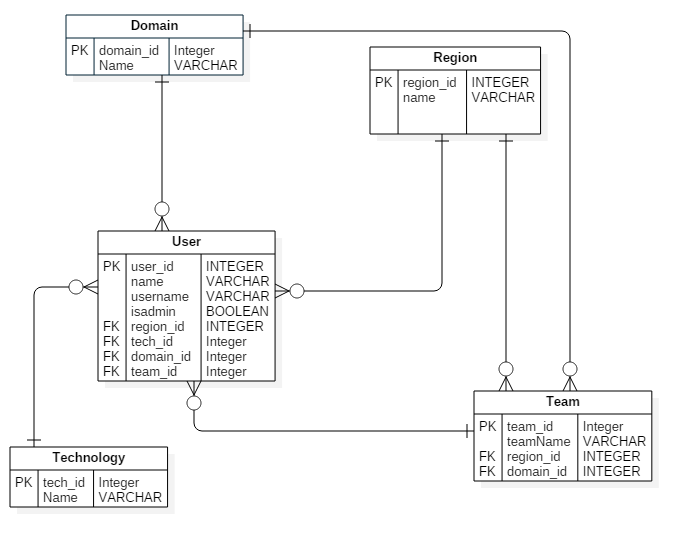 Domain
PK domain_id Integer
Name VARCHAR
Region
PK region_id INTEGER
name VARCHAR
User
PK user_id INTEGER
name VARCHAR
username VARCHAR
isadmin BOOLEAN
FK region_id INTEGER
FK tech_id Integer
FK domain_id Integer
FK team_id Integer
Team
PK team_id Integer
teamName VARCHAR
FK region_id INTEGER
FK domain_id INTEGER
Technology
PK tech_id Integer
Name VARCHAR